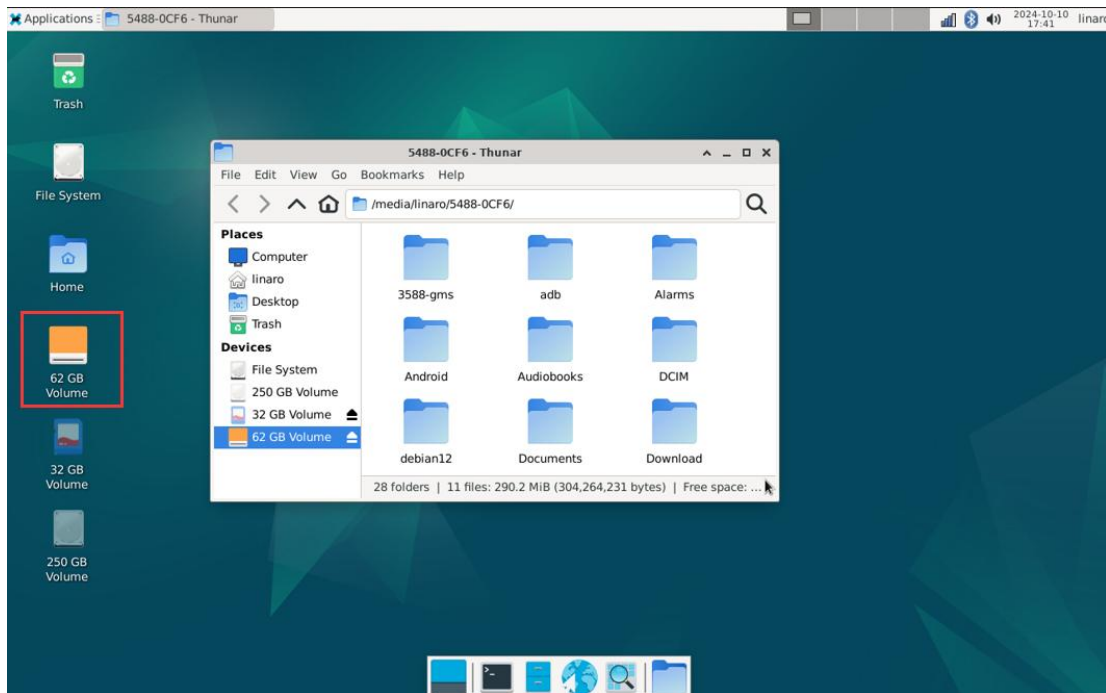 Applications
5488-0CF6 - Thunar
2024-10-10
17:41
Trash
File System
Home
62 GB
Volume
32 GB
Volume
250 GB
Volume
5488-0CF6 - Thunar
File Edit View Go Bookmarks Help
/media/linaro/5488-0CF6/
Places
Computer
linaro
Desktop
Trash
Devices
File System
250 GB Volume
32 GB Volume
62 GB Volume
3588-gms adb Alarms
Android Audiobooks DCIM
debian12 Documents Download
28 folders | 11 files: 290.2 MiB (304,264,231 bytes) | Free space: ...